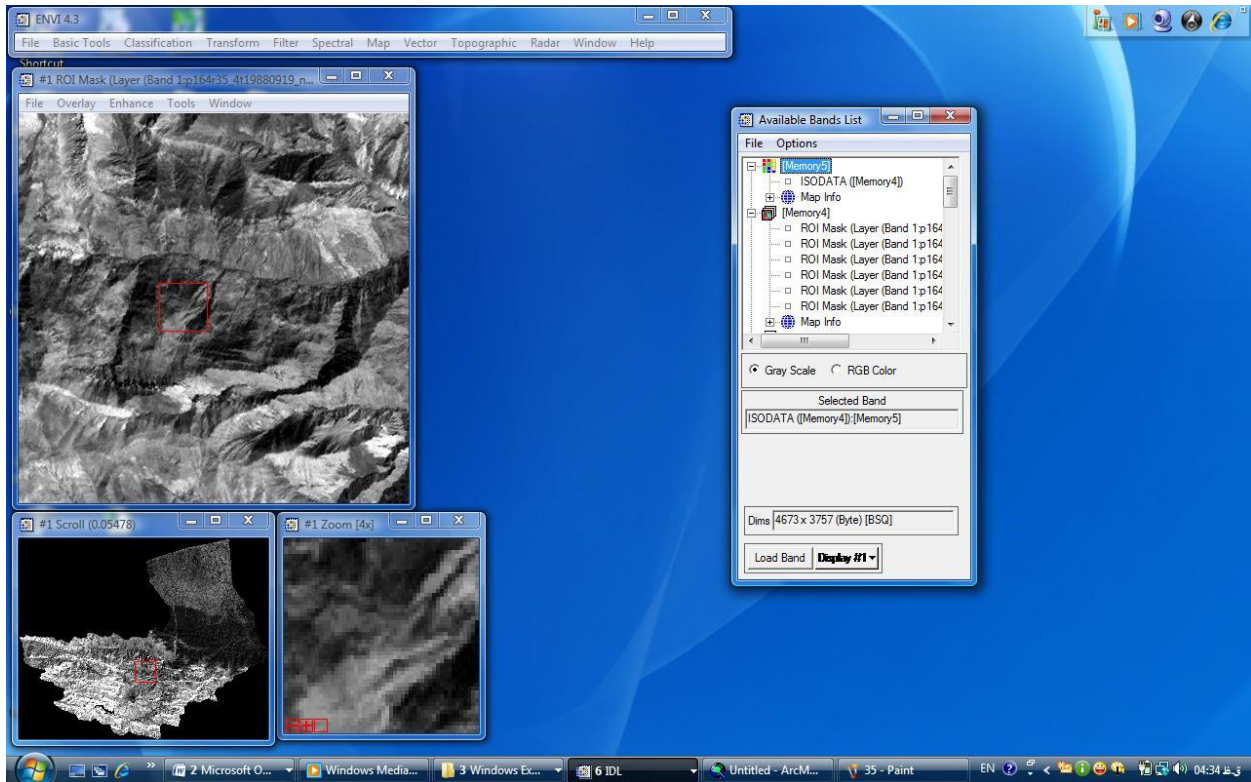 ENVI 4.3
File Basic Tools Classification Transform Filter Spectral Map Vector Topographic Radar Window Help
Shortcut
#1 ROI Mask (Layer (Band 1:p164r35_4t19880919_n...
File Overlay Enhance Tools Window
#1 Scroll (0.05478)
#1 Zoom [4x]
Available Bands List
File Options
[Memory5]
ISODATA ([Memory4])
Map Info
[Memory4]
ROI Mask (Layer (Band 1:p164
ROI Mask (Layer (Band 1:p164
ROI Mask (Layer (Band 1:p164
ROI Mask (Layer (Band 1:p164
ROI Mask (Layer (Band 1:p164
ROI Mask (Layer (Band 1:p164
Map Info
Gray Scale RGB Color
Selected Band
ISODATA ([Memory4]):[Memory5]
Dims 4673 x 3757 (Byte) [BSQ]
Load Band Display #1
2 Microsoft O... Windows Media... 3 Windows Ex... 6 IDL Untitled - ArcM... 35 - Paint EN 04:34 ق.ظ